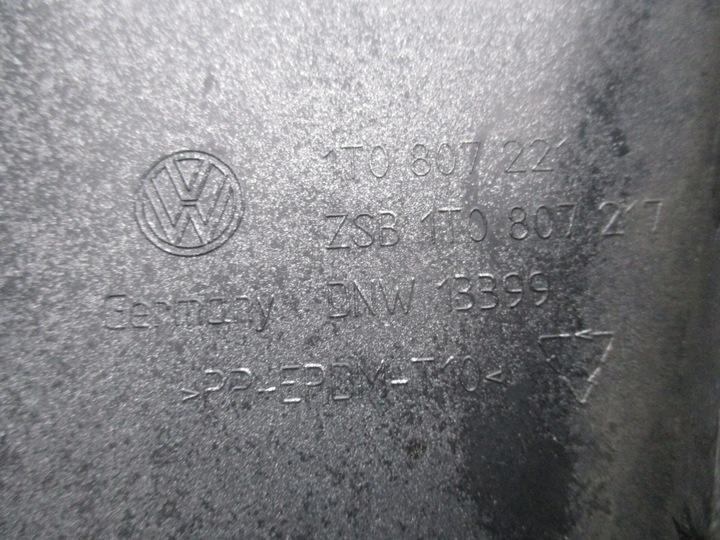 1T0 807 221
ZSB 1T0 807 217
Germany DNW 13399
>PP-EPDM-T10<